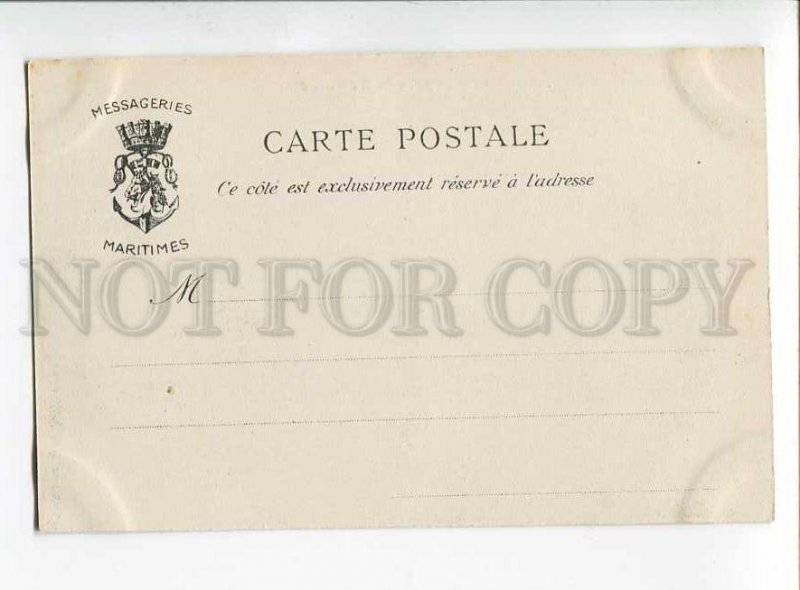 MESSAGERIES
MARITIMES
CARTE POSTALE
Ce côté est exclusivement réservé à l'adresse
M
NOT FOR COPY